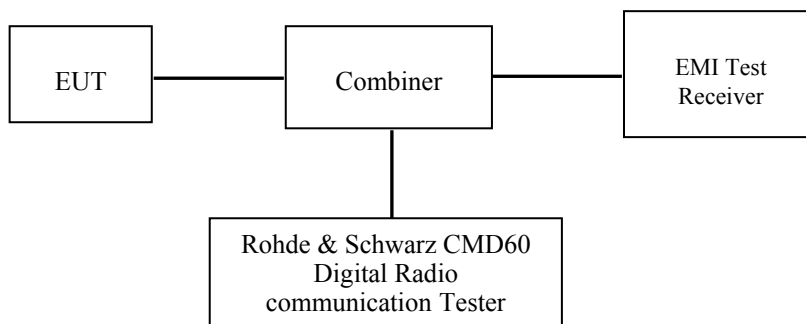 EUT
Combiner
EMI Test
Receiver
Rohde & Schwarz CMD60
Digital Radio
communication Tester